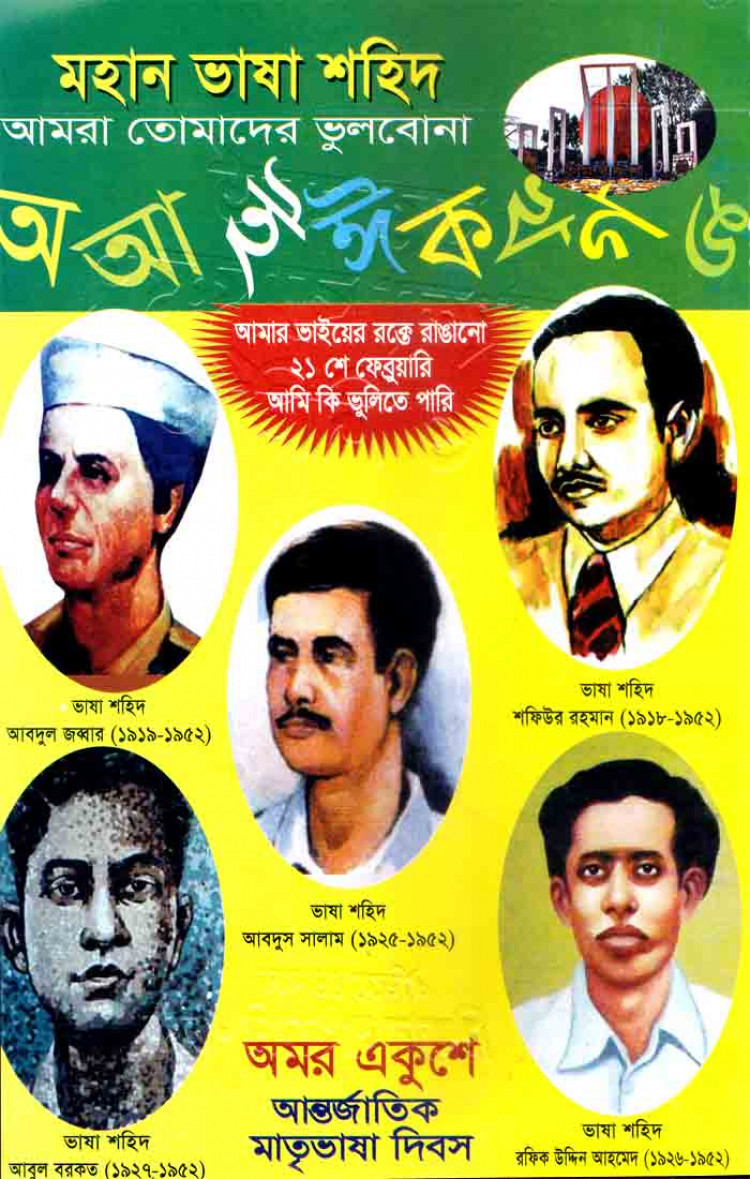 মহান ভাষা শহিদ
আমরা তোমাদের ভুলবোনা
অ আ অ ঈ ক ৯ র্গ ঙ
আমার ভাইয়ের রক্তে রাঙানো
২১ শে ফেব্রুয়ারি
আমি কি ভুলিতে পারি
ভাষা শহিদ
আবদুল জব্বার (১৯১৯-১৯৫২)
ভাষা শহিদ
শফিউর রহমান (১৯১৮-১৯৫২)
ভাষা শহিদ
আবদুস সালাম (১৯২৫-১৯৫২)
ভাষা শহিদ
আবুল বরকত (১৯২৭-১৯৫২)
ভাষা শহিদ
রফিক উদ্দিন আহমেদ (১৯২৬-১৯৫২)
অমর একুশে
আন্তর্জাতিক
মাতৃভাষা দিবস